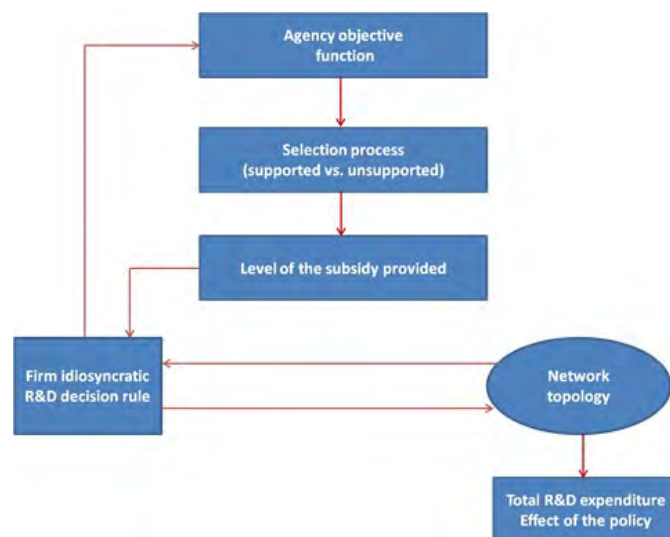 Agency objective
function
Selection process
(supported vs. unsupported)
Level of the subsidy provided
Firm idiosyncratic
R&D decision rule
Network
topology
Total R&D expenditure
Effect of the policy